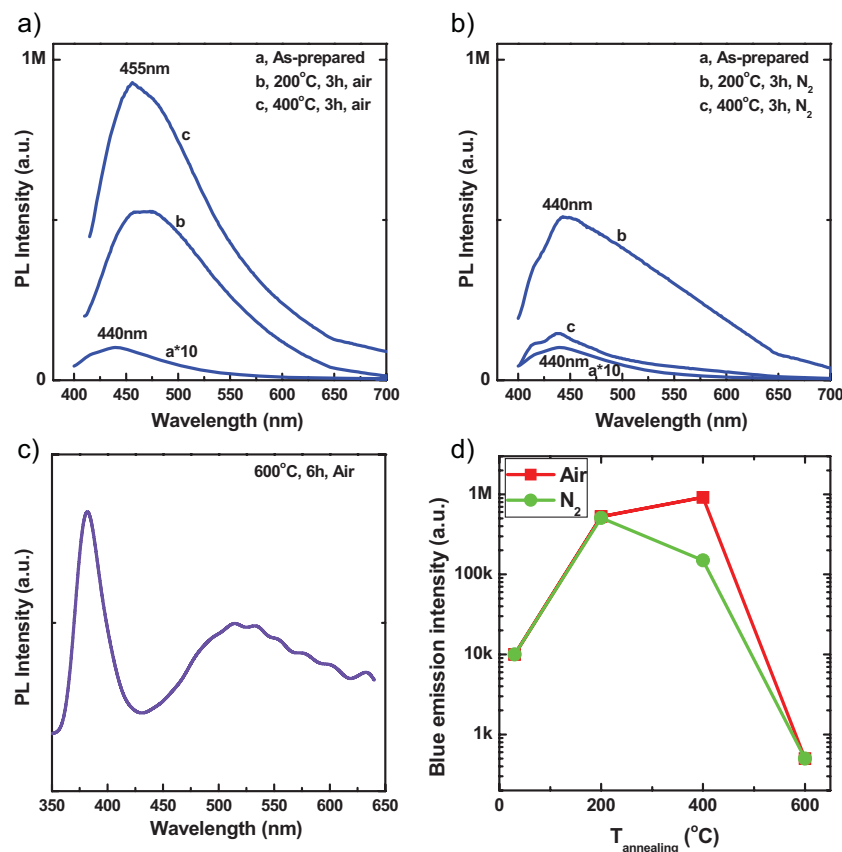 a)
1M
455nm
a, As-prepared
b, 200°C, 3h, air
c, 400°C, 3h, air
c
b
440nm
a*10
0
400 450 500 550 600 650 700
Wavelength (nm)
PL Intensity (a.u.)
b)
1M
a, As-prepared
b, 200°C, 3h, N₂
c, 400°C, 3h, N₂
440nm
b
c
440nm
a*10
0
400 450 500 550 600 650 700
Wavelength (nm)
PL Intensity (a.u.)
c)
600°C, 6h, Air
350 400 450 500 550 600 650
Wavelength (nm)
PL Intensity (a.u.)
d)
Air
N₂
1M
100k
10k
1k
0 200 400 600
T annealing (°C)
Blue emission intensity (a.u.)